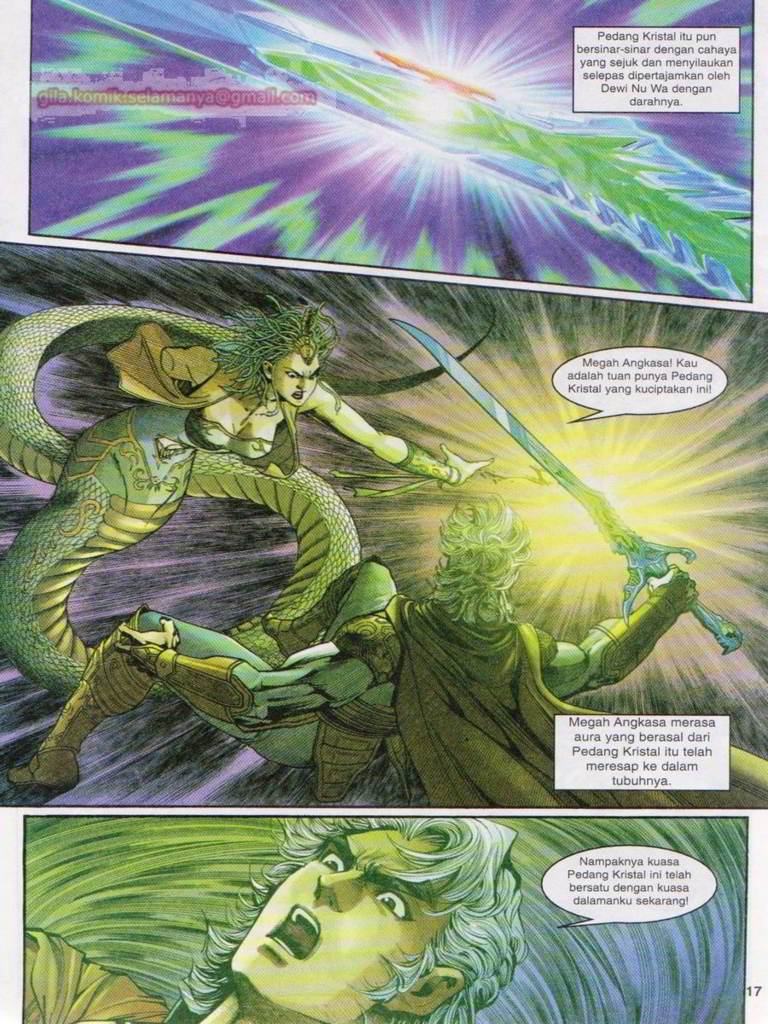 Pedang Kristal itu pun
bersinar-sinar dengan cahaya
yang sejuk dan menyilaukan
selepas dipertajamkan oleh
Dewi Nu Wa dengan
darahnya.
gila.komik.selamanya@gmail.com
Megah Angkasa! Kau
adalah tuan punya Pedang
Kristal yang kuciptakan ini!
Megah Angkasa merasa
aura yang berasal dari
Pedang Kristal itu telah
meresap ke dalam
tubuhnya.
Nampaknya kuasa
Pedang Kristal ini telah
bersatu dengan kuasa
dalamanku sekarang!
17